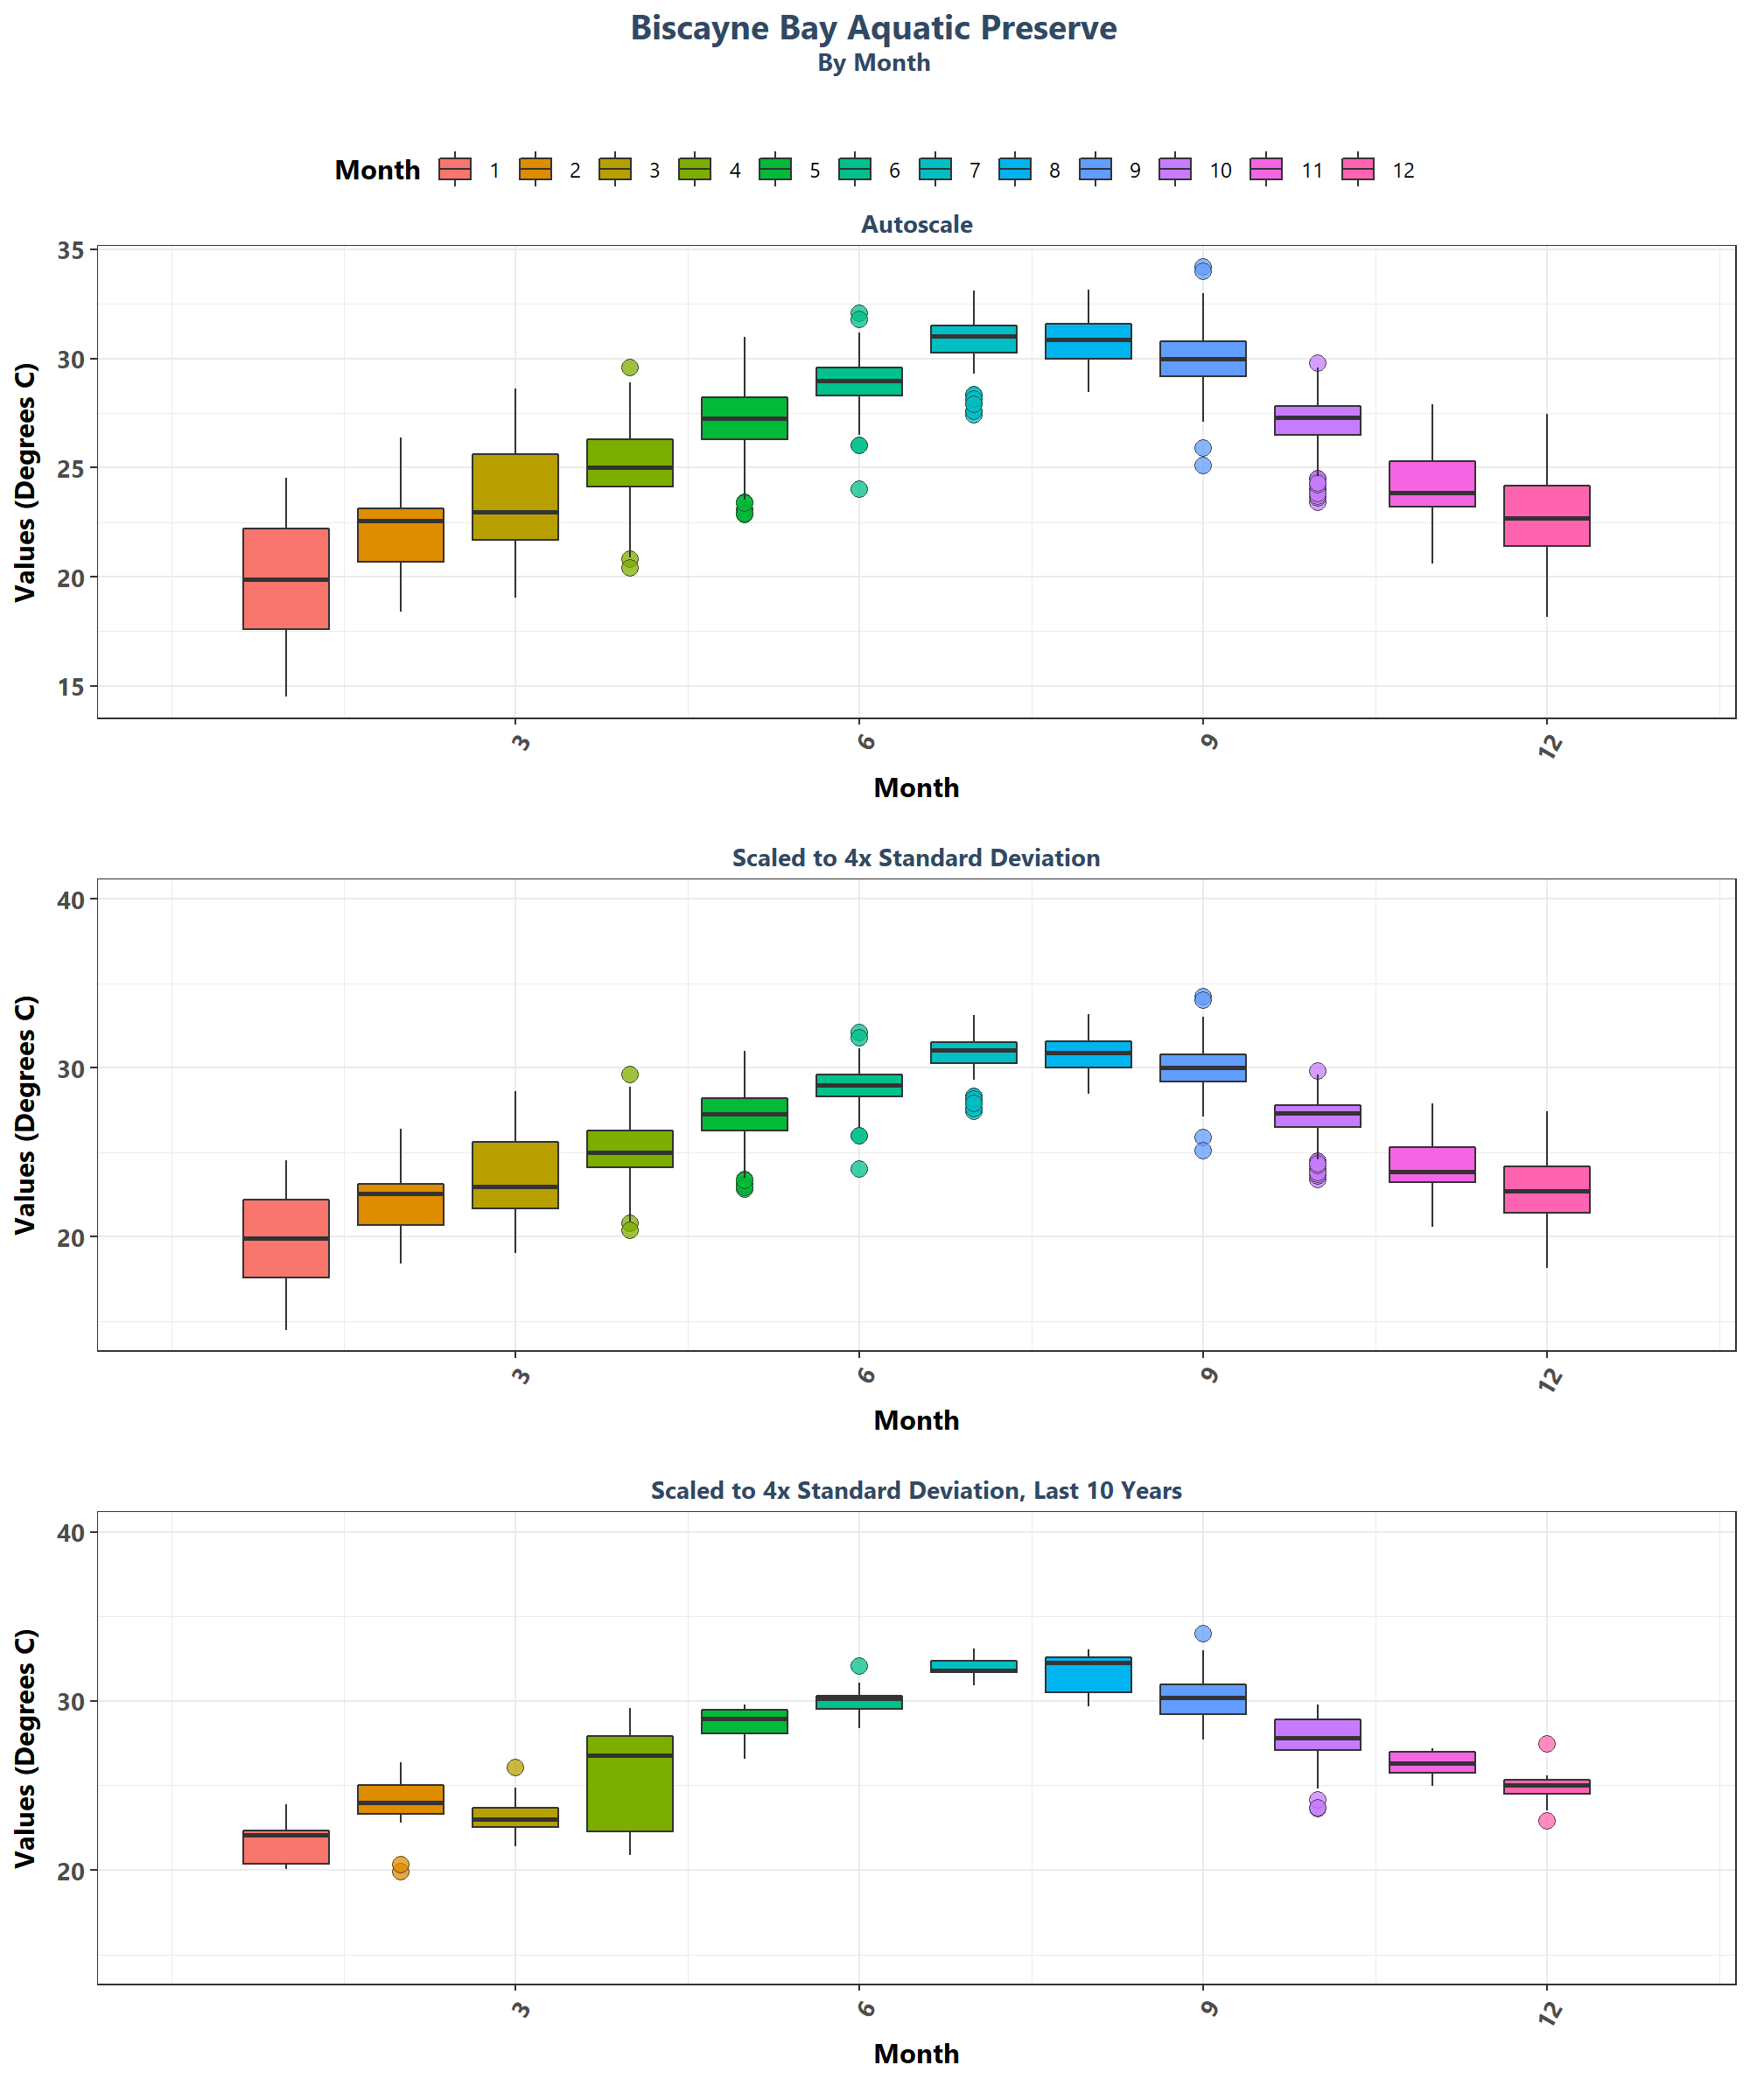 Biscayne Bay Aquatic Preserve
By Month
Month 1 2 3 4 5 6 7 8 9 10 11 12
Autoscale
Values (Degrees C)
35
30
25
20
15
3 6 9 12
Month
Scaled to 4x Standard Deviation
Values (Degrees C)
40
30
20
3 6 9 12
Month
Scaled to 4x Standard Deviation, Last 10 Years
Values (Degrees C)
40
30
20
3 6 9 12
Month